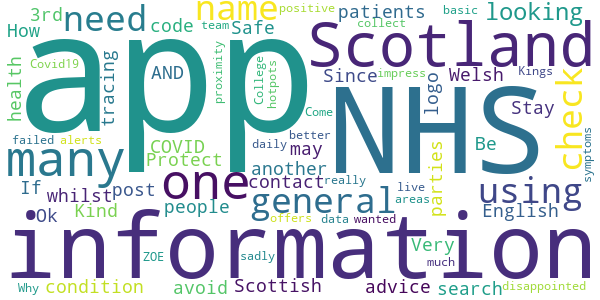 3rd need name positive team basic looking
How code Safe collect patients Scotland
app Covid19 AND tracing proximity College hotpots
health Since impress Welsh Kings check
NHS logo Stay symptoms
failed alerts COVID daily better Come Be
many Protect may another parties
If whilst post one contact really live areas using
Ok Kind people general English
information offers data wanted
ZOE sadly Very much
Why condition avoid Scottish advice search disappointed